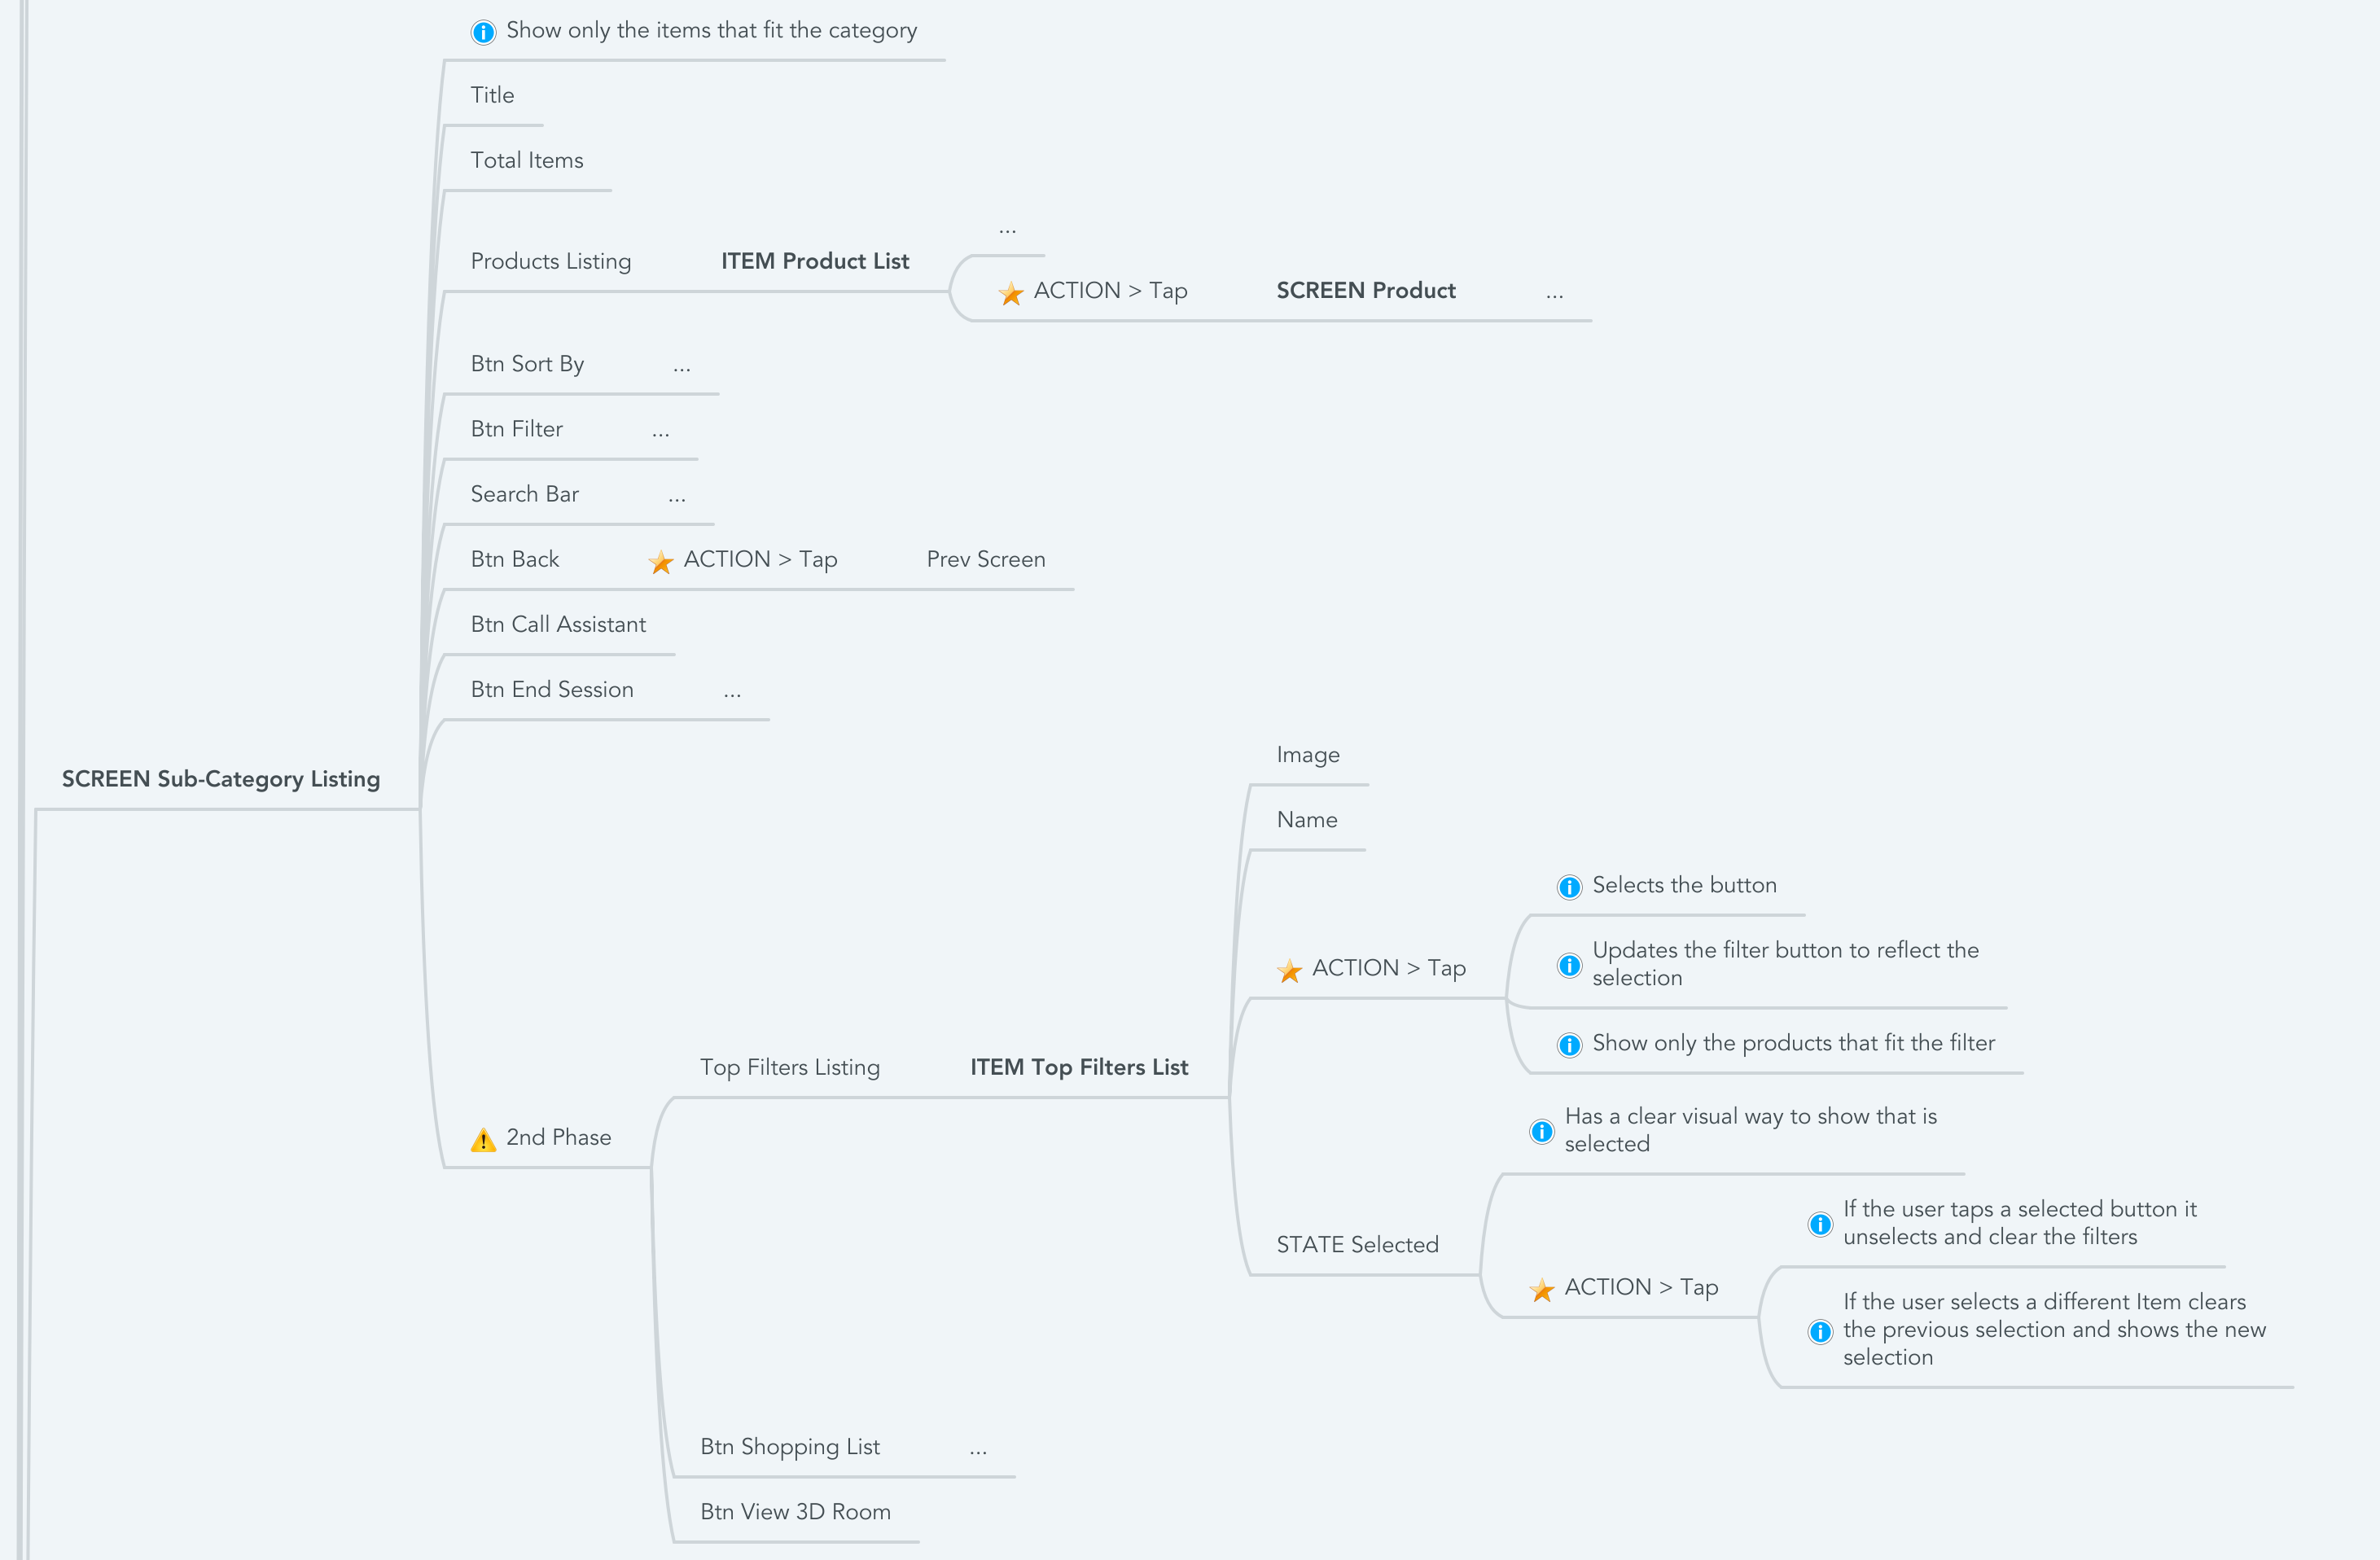 Show only the items that fit the category
Title
Total Items
...
Products Listing ITEM Product List
ACTION > Tap SCREEN Product ...
Btn Sort By ...
Btn Filter ...
Search Bar ...
Btn Back ACTION > Tap Prev Screen
Btn Call Assistant
Btn End Session ...
SCREEN Sub-Category Listing
2nd Phase
Top Filters Listing ITEM Top Filters List
Image
Name
ACTION > Tap
Selects the button
Updates the filter button to reflect the
selection
Show only the products that fit the filter
STATE Selected
Has a clear visual way to show that is
selected
ACTION > Tap
If the user taps a selected button it
unselects and clear the filters
If the user selects a different Item clears
the previous selection and shows the new
selection
Btn Shopping List ...
Btn View 3D Room